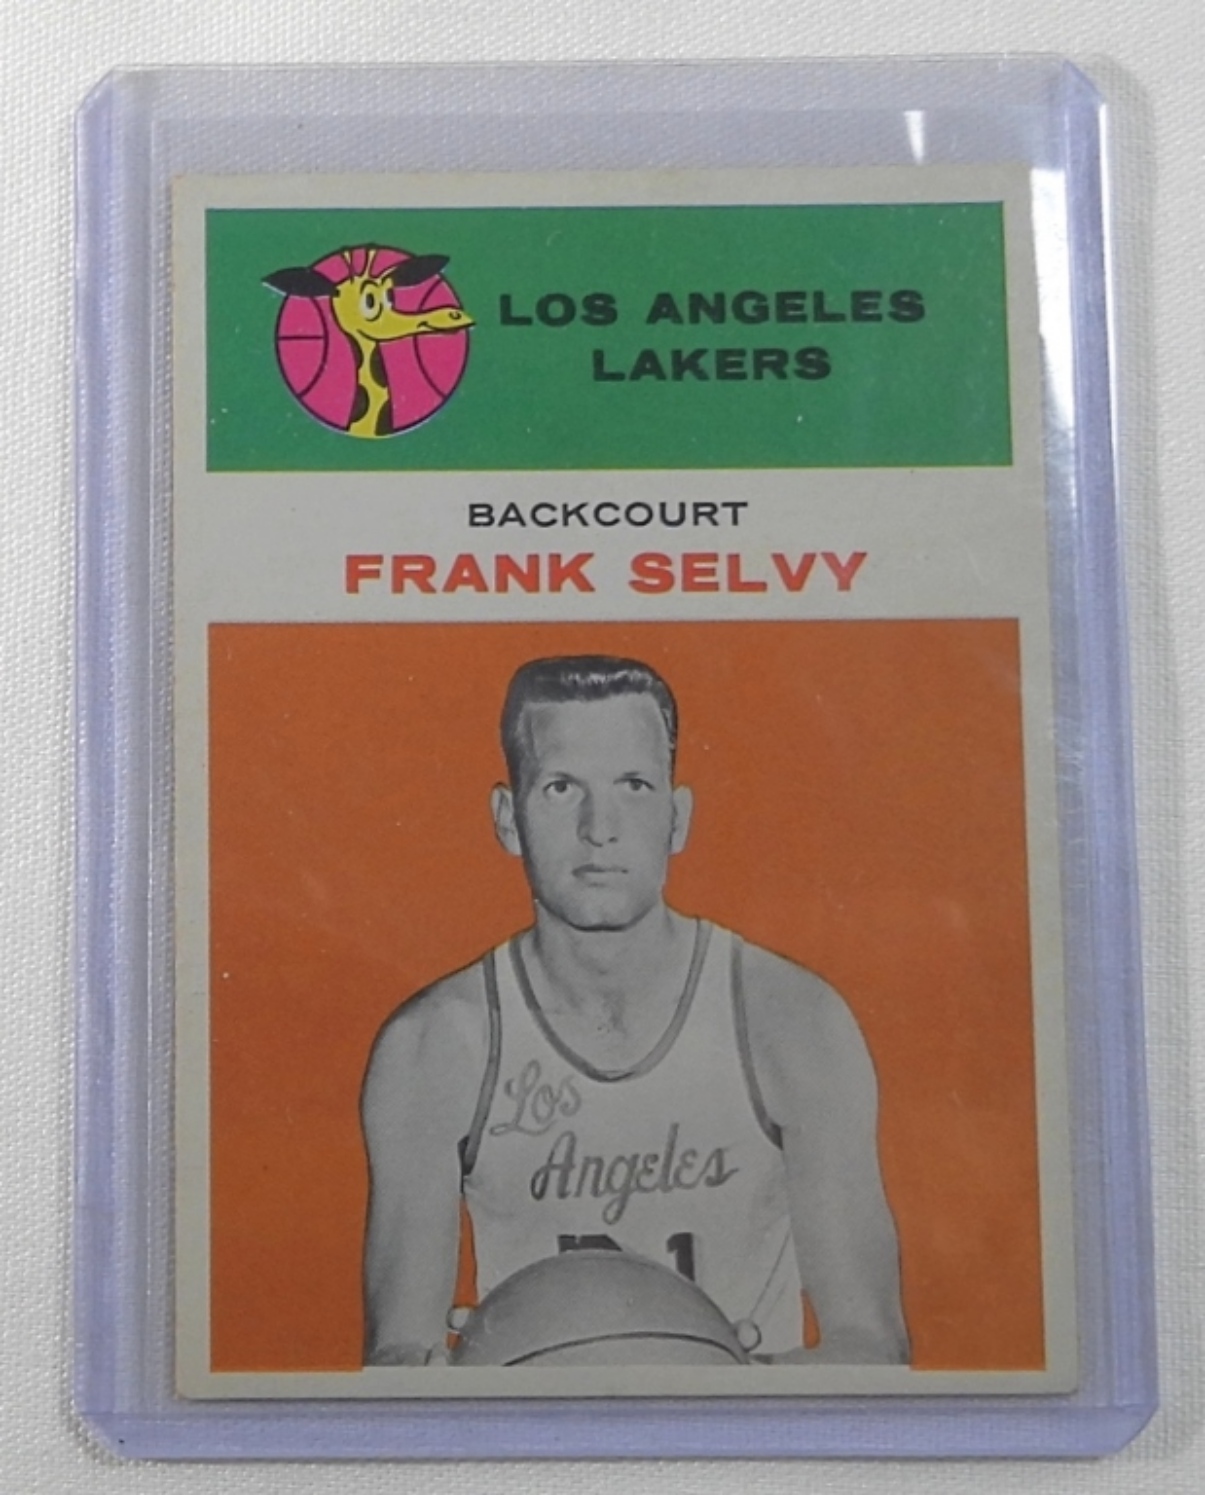 LOS ANGELES
LAKERS
BACKCOURT
FRANK SELVY
Los
Angeles